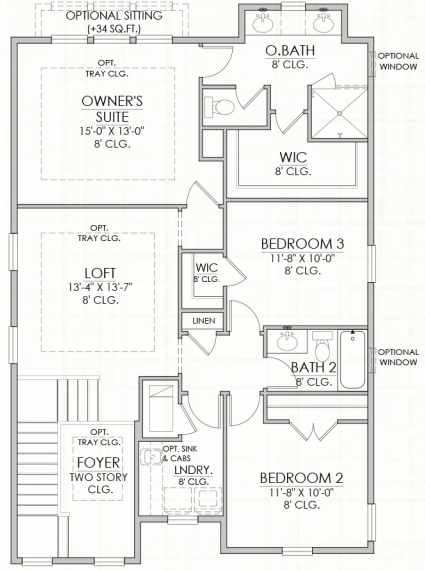 OPTIONAL SITTING
(+34 SQ.FT.)
O.BATH
8' CLG.
OPTIONAL
WINDOW
OPT.
TRAY CLG.
OWNER'S
SUITE
15'-0" X 13'-0"
8' CLG.
WIC
8' CLG.
OPT.
TRAY CLG.
LOFT
13'-4" X 13'-7"
8' CLG.
BEDROOM 3
11'-8" X 10'-0"
8' CLG.
WIC
8' CLG.
LINEN
OPTIONAL
WINDOW
BATH 2
8' CLG.
OPT.
TRAY CLG.
FOYER
TWO STORY
CLG.
OPT. SINK
& CABS
LNDRY.
8' CLG.
BEDROOM 2
11'-8" X 10'-0"
8' CLG.